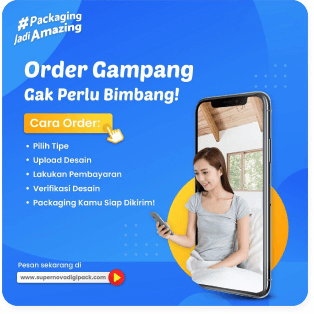 #Packaging
Jadi Amazing
Order Gampang
Gak Perlu Bimbang!
Cara Order:
• Pilih Tipe
• Upload Desain
• Lakukan Pembayaran
• Verifikasi Desain
• Packaging Kamu Siap Dikirim!
Pesan sekarang di
www.supernovadigipack.com